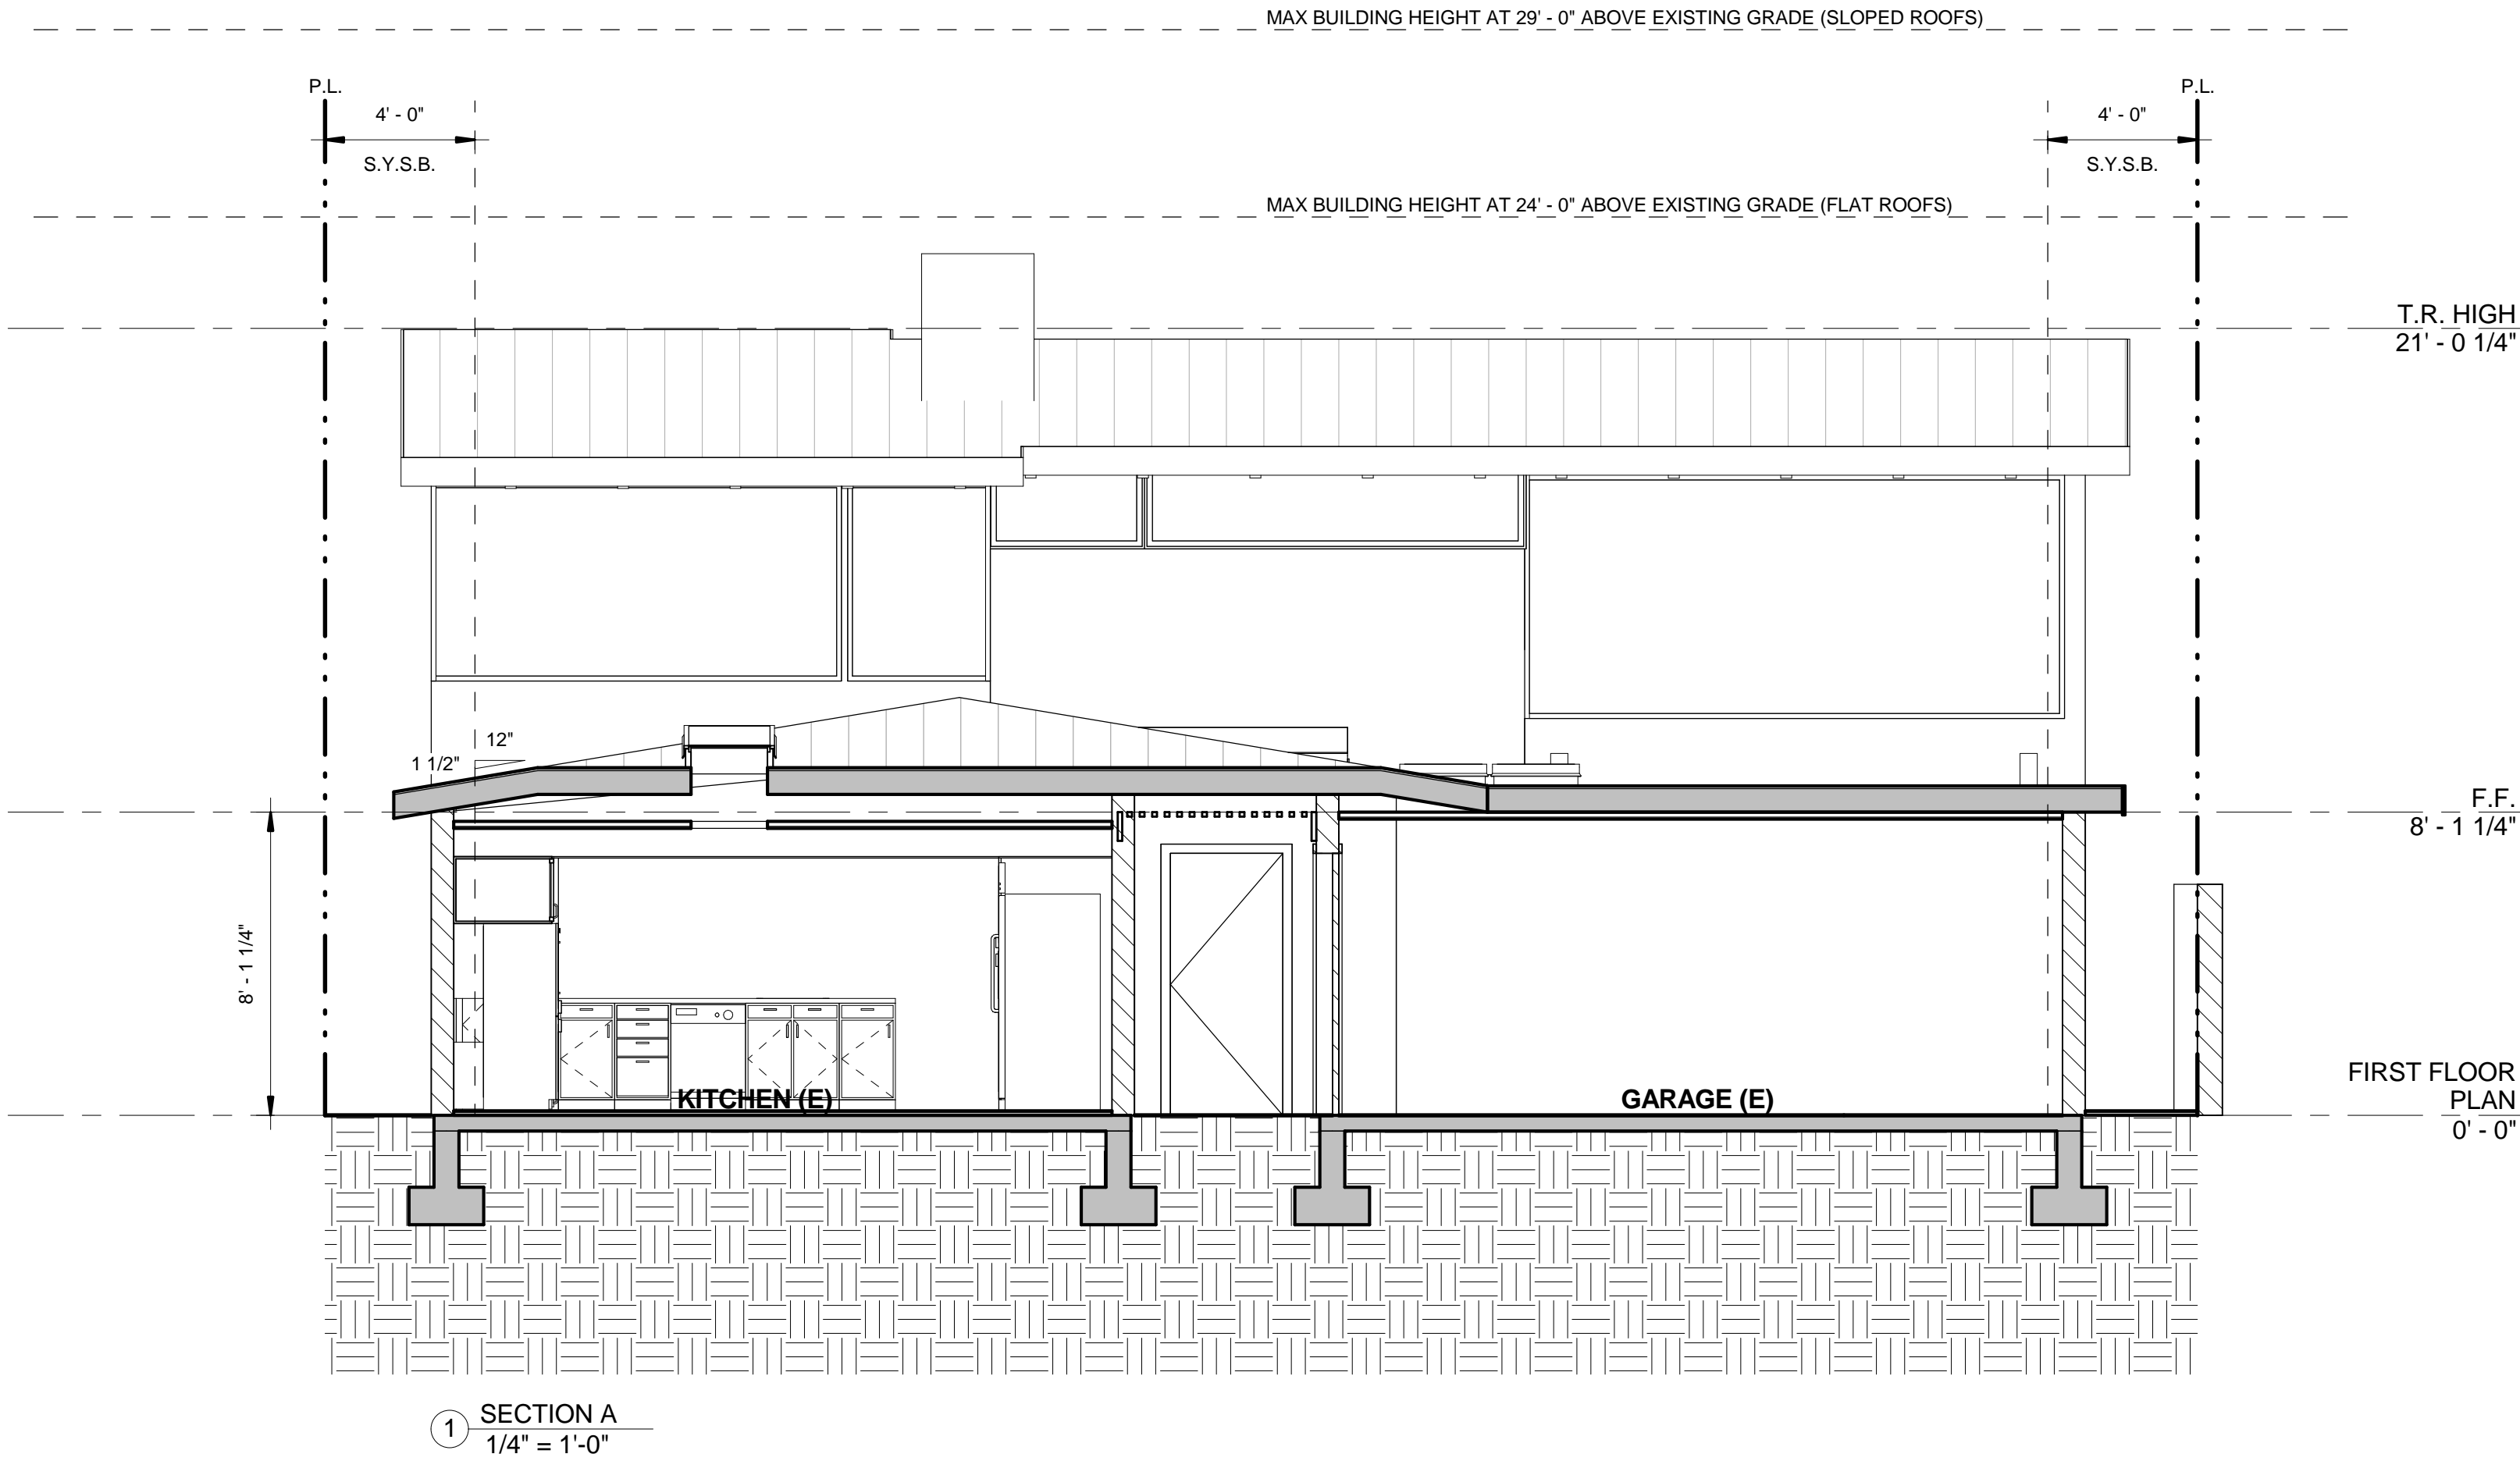 MAX BUILDING HEIGHT AT 29' - 0" ABOVE EXISTING GRADE (SLOPED ROOFS)
P.L.
P.L.
4' - 0"
4' - 0"
S.Y.S.B.
S.Y.S.B.
MAX BUILDING HEIGHT AT 24' - 0" ABOVE EXISTING GRADE (FLAT ROOFS)
T.R. HIGH
21' - 0 1/4"
12"
1 1/2"
F.F.
8' - 1 1/4"
8' - 1 1/4"
KITCHEN (E)
GARAGE (E)
FIRST FLOOR
PLAN
0' - 0"
1
SECTION A
1/4" = 1'-0"